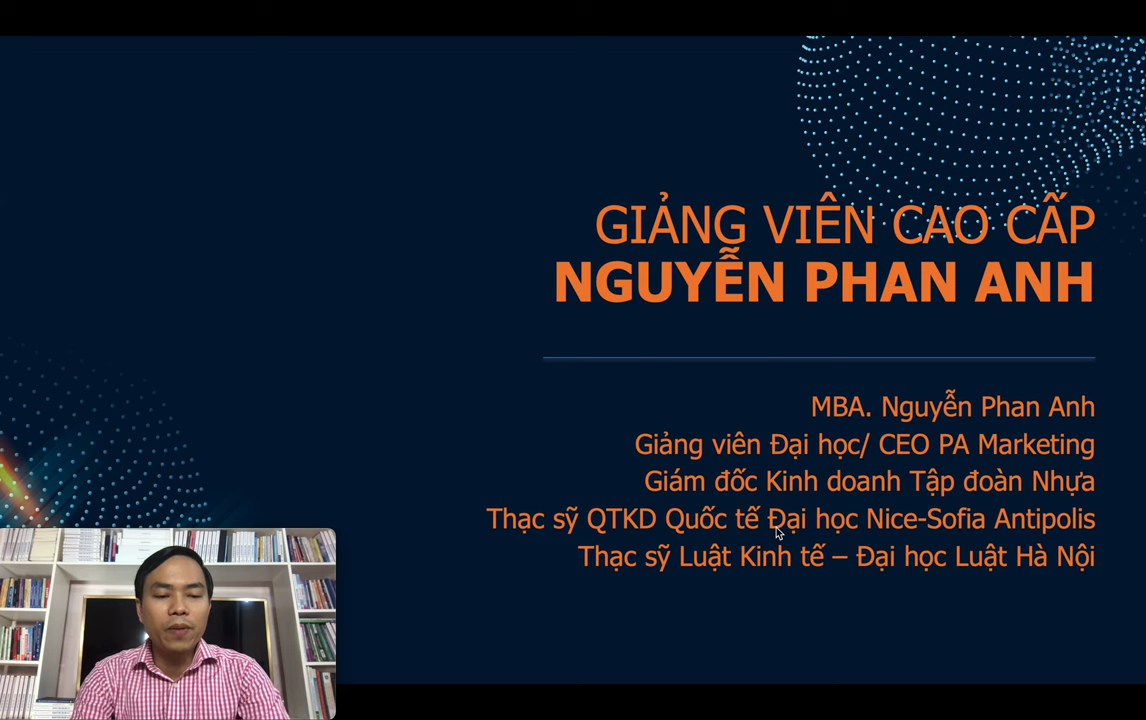 GIẢNG VIÊN CAO CẤP
NGUYỄN PHAN ANH
MBA. Nguyễn Phan Anh
Giảng viên Đại học/ CEO PA Marketing
Giám đốc Kinh doanh Tập đoàn Nhựa
Thạc sỹ QTKD Quốc tế Đại học Nice-Sofia Antipolis
Thạc sỹ Luật Kinh tế – Đại học Luật Hà Nội